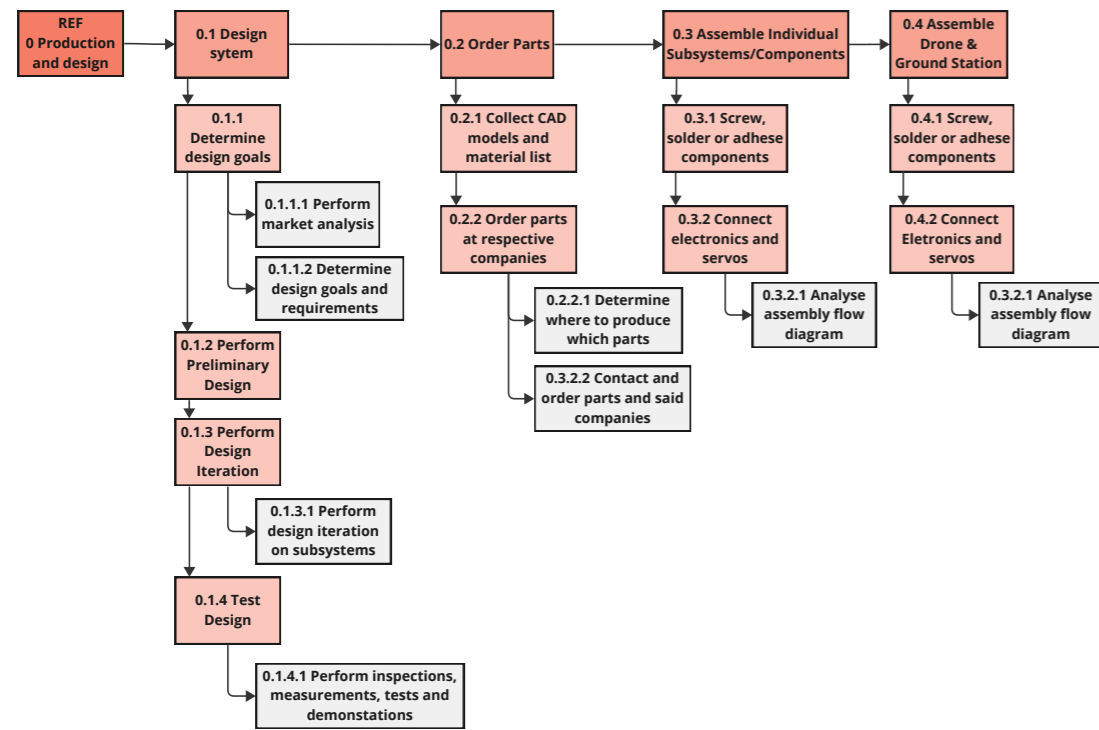 REF
0 Production
and design
0.1 Design
sytem
0.2 Order Parts
0.3 Assemble Individual
Subsystems/Components
0.4 Assemble
Drone &
Ground Station
0.1.1
Determine
design goals
0.1.1.1 Perform
market analysis
0.1.1.2 Determine
design goals and
requirements
0.1.2 Perform
Preliminary
Design
0.1.3 Perform
Design
Iteration
0.1.3.1 Perform
design iteration
on subsystems
0.1.4 Test
Design
0.1.4.1 Perform inspections,
measurements, tests and
demonstations
0.2.1 Collect CAD
models and
material list
0.2.2 Order parts
at respective
companies
0.2.2.1 Determine
where to produce
which parts
0.3.2.2 Contact and
order parts and said
companies
0.3.1 Screw,
solder or adhese
components
0.3.2 Connect
electronics and
servos
0.3.2.1 Analyse
assembly flow
diagram
0.4.1 Screw,
solder or adhese
components
0.4.2 Connect
Eletronics and
servos
0.3.2.1 Analyse
assembly flow
diagram